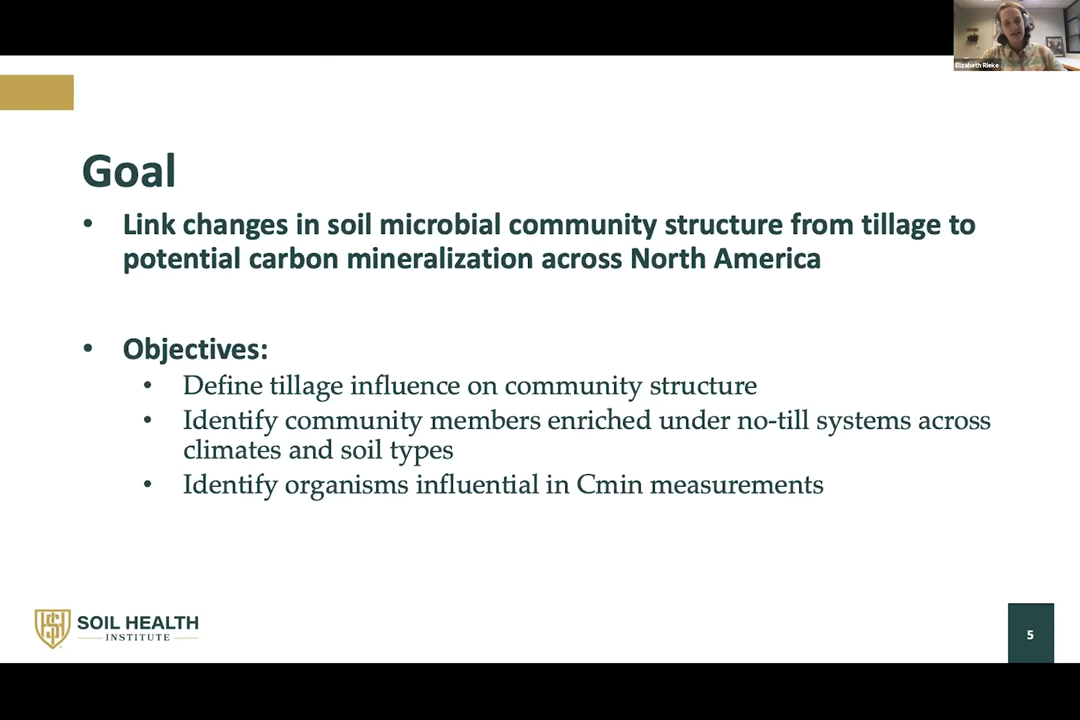 Elizabeth Rieke
Goal
• Link changes in soil microbial community structure from tillage to
potential carbon mineralization across North America
• Objectives:
• Define tillage influence on community structure
• Identify community members enriched under no-till systems across
climates and soil types
• Identify organisms influential in Cmin measurements
SOIL HEALTH
INSTITUTE
5